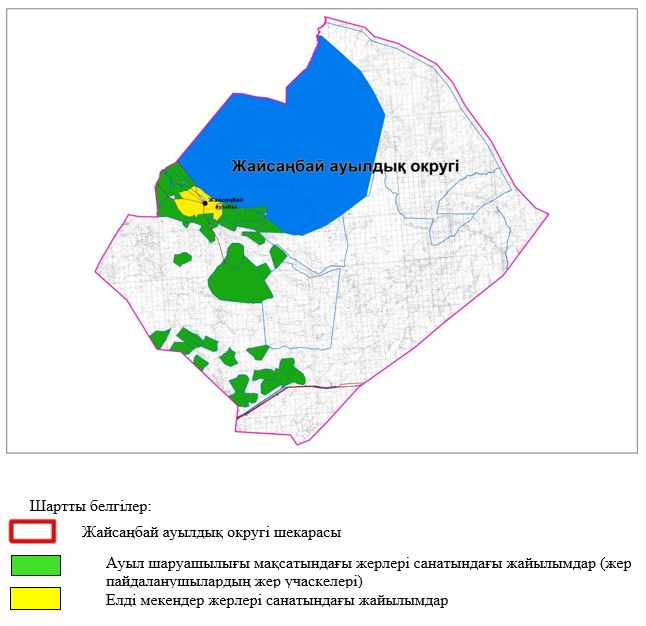 Жайсаңбай ауылдық округі
Жайсаңбай
ауылы
Шартты белгілер:
Жайсаңбай ауылдық округі шекарасы
Ауыл шаруашылығы мақсатындағы жерлері санатындағы жайылымдар (жер
пайдаланушылардың жер учаскелері)
Елді мекендер жерлері санатындағы жайылымдар